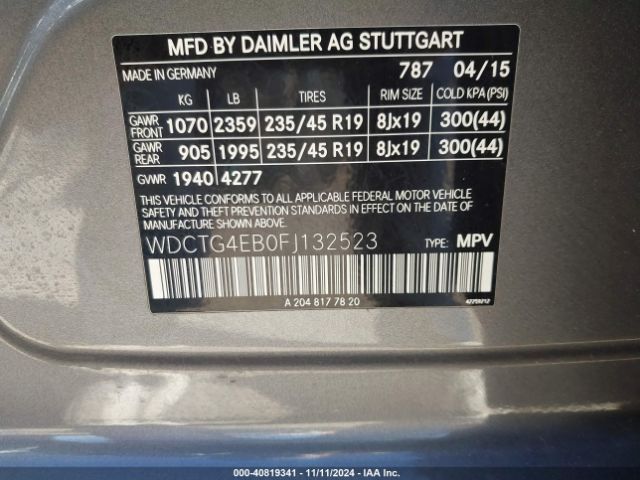 MFD BY DAIMLER AG STUTTGART
MADE IN GERMANY 787 04/15
KG LB TIRES RIM SIZE COLD KPA(PSI)
GAWR FRONT 1070 2359 235/45 R19 8Jx19 300(44)
GAWR REAR 905 1995 235/45 R19 8Jx19 300(44)
GVWR 1940 4277
THIS VEHICLE CONFORMS TO ALL APPLICABLE FEDERAL MOTOR VEHICLE
SAFETY AND THEFT PREVENTION STANDARDS IN EFFECT ON THE DATE OF
MANUFACTURE SHOWN ABOVE.
WDCTG4EB0FJ132523 TYPE: MPV
A 204 817 78 20
000-40819341 - 11/11/2024 - IAA Inc.